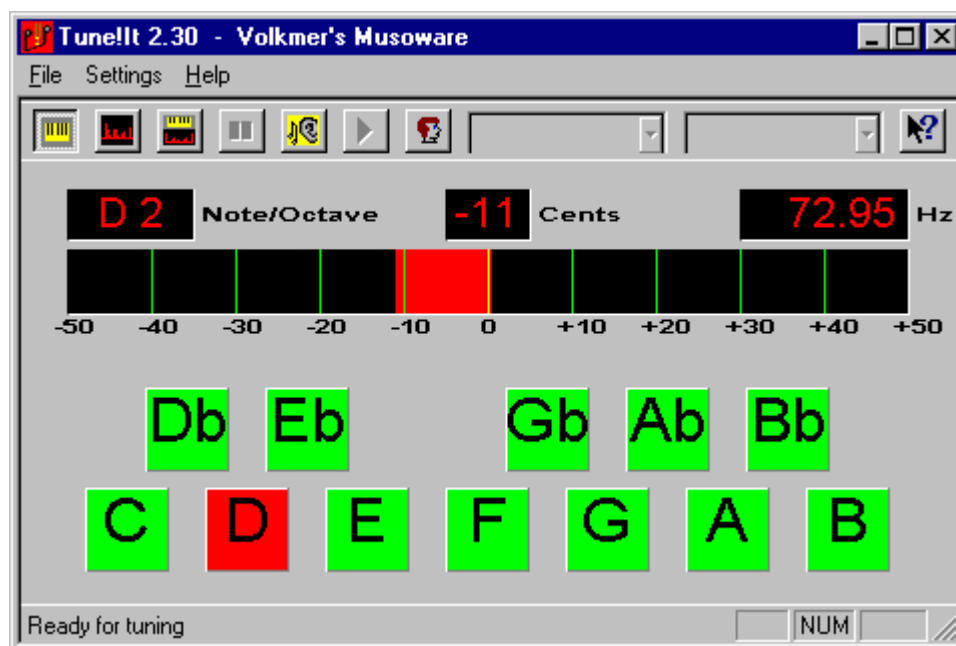 Tune!It 2.30 - Volkmer's Musoware
File Settings Help
D 2 Note/Octave -11 Cents 72.95 Hz
-50 -40 -30 -20 -10 0 +10 +20 +30 +40 +50
Db Eb Gb Ab Bb
C D E F G A B
Ready for tuning NUM